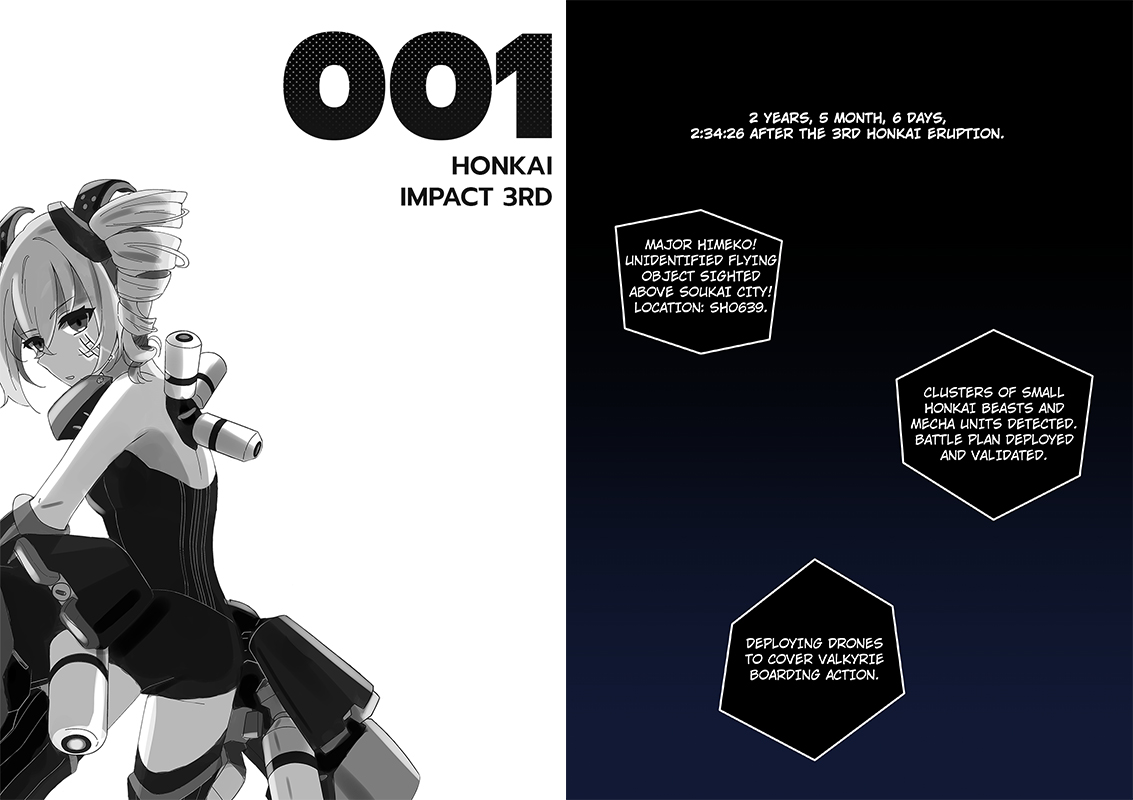 001
HONKAI
IMPACT 3RD
2 YEARS, 5 MONTH, 6 DAYS,
2:34:26 AFTER THE 3RD HONKAI ERUPTION.
MAJOR HIMEKO!
UNIDENTIFIED FLYING
OBJECT SIGHTED
ABOVE SOUKAI CITY!
LOCATION: SH0639.
CLUSTERS OF SMALL
HONKAI BEASTS AND
MECHA UNITS DETECTED.
BATTLE PLAN DEPLOYED
AND VALIDATED.
DEPLOYING DRONES
TO COVER VALKYRIE
BOARDING ACTION.